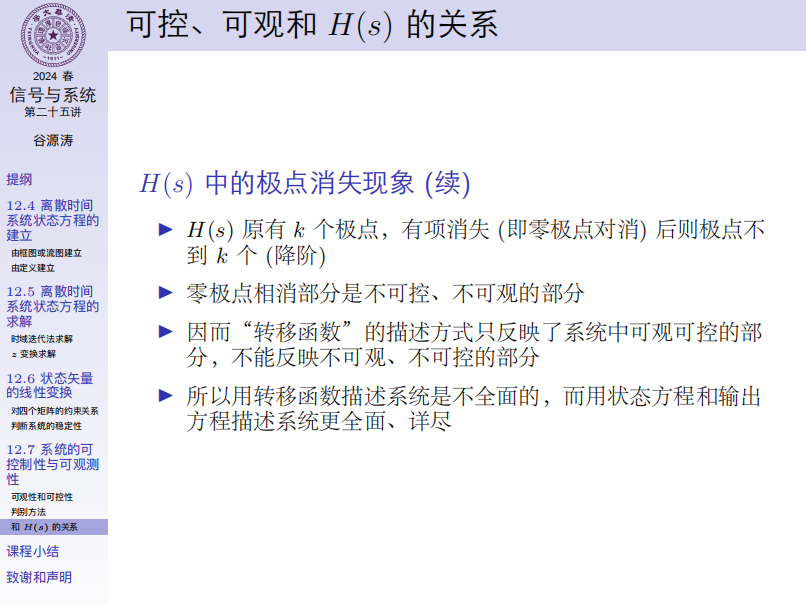 可控、可观和 H(s) 的关系
2024 春
信号与系统
第二十五讲
谷源涛
提纲
12.4 离散时间
系统状态方程的
建立
由框图或流图建立
由定义建立
12.5 离散时间
系统状态方程的
求解
时域迭代法求解
z 变换求解
12.6 状态矢量
的线性变换
对四个矩阵的约束关系
判断系统的稳定性
12.7 系统的可
控制性与可观测
性
可观性和可控性
判别方法
和 H(s) 的关系
课程小结
致谢和声明
H(s) 中的极点消失现象 (续)
▶ H(s) 原有 k 个极点，有项消失 (即零极点对消) 后则极点不
到 k 个 (降阶)
▶ 零极点相消部分是不可控、不可观的部分
▶ 因而“转移函数”的描述方式只反映了系统中可观可控的部
分，不能反映不可观、不可控的部分
▶ 所以用转移函数描述系统是不全面的，而用状态方程和输出
方程描述系统更全面、详尽